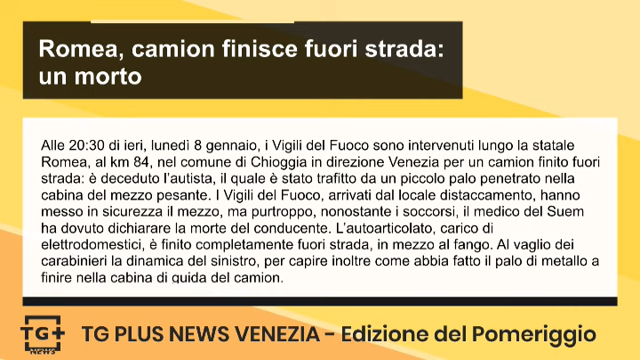 Romea, camion finisce fuori strada:
un morto
Alle 20:30 di ieri, lunedì 8 gennaio, i Vigili del Fuoco sono intervenuti lungo la statale
Romea, al km 84, nel comune di Chioggia in direzione Venezia per un camion finito fuori
strada: è deceduto l’autista, il quale è stato trafitto da un piccolo palo penetrato nella
cabina del mezzo pesante. I Vigili del Fuoco, arrivati dal locale distaccamento, hanno
messo in sicurezza il mezzo, ma purtroppo, nonostante i soccorsi, il medico del Suem
ha dovuto dichiarare la morte del conducente. L’autoarticolato, carico di
elettrodomestici, è finito completamente fuori strada, in mezzo al fango. Al vaglio dei
carabinieri la dinamica del sinistro, per capire inoltre come abbia fatto il palo di metallo a
finire nella cabina di guida del camion.
TG+
NEWS
TG PLUS NEWS VENEZIA - Edizione del Pomeriggio